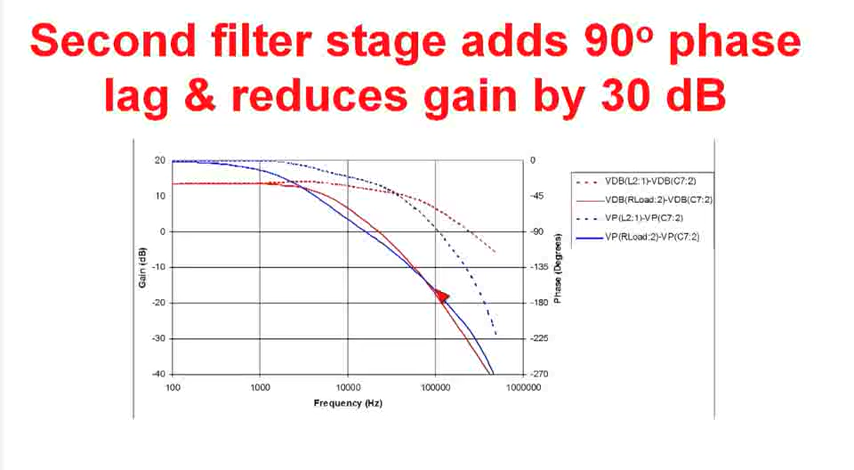 Second filter stage adds 90º phase
lag & reduces gain by 30 dB
20
10
0
-10
-20
-30
-40
Gain (dB)
0
-45
-90
-135
-180
-225
-270
Phase (Degrees)
100
1000
10000
100000
1000000
Frequency (Hz)
VDB(L2:1)-VDB(C7:2)
VDB(RLoad:2)-VDB(C7:2)
VP(L2:1)-VP(C7:2)
VP(RLoad:2)-VP(C7:2)